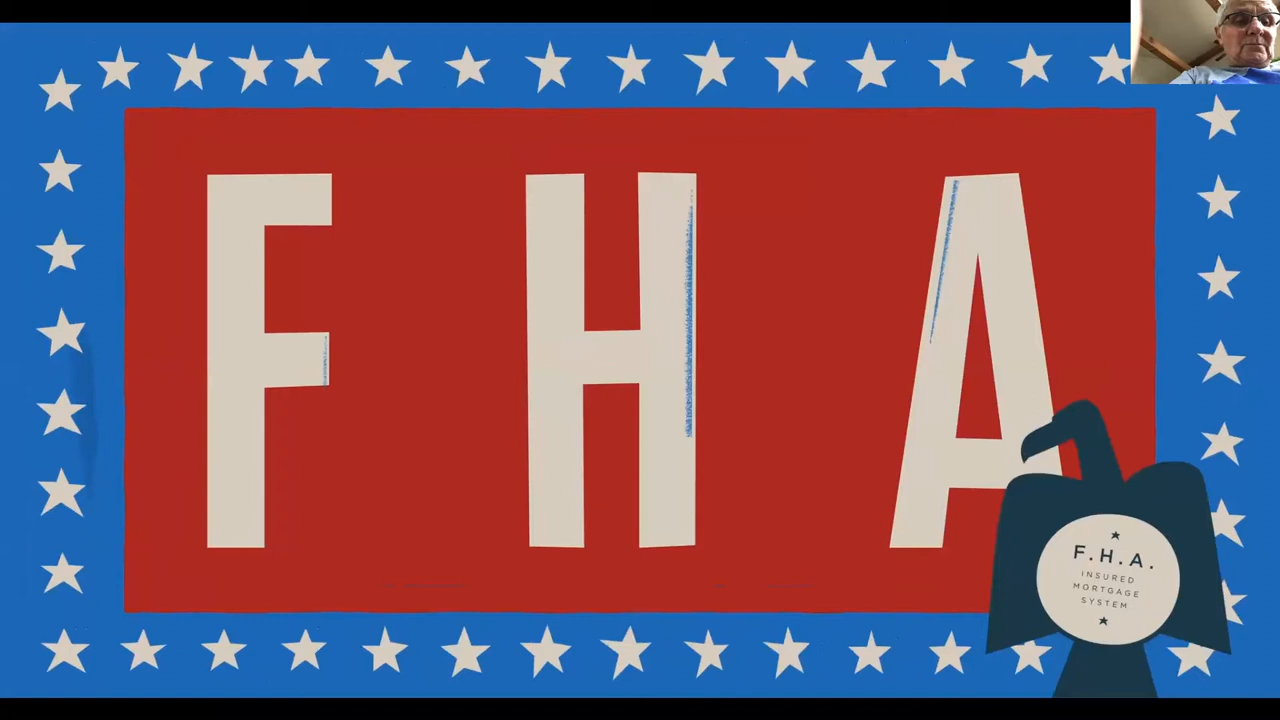 F H A
F.H.A.
INSURED
MORTGAGE
SYSTEM